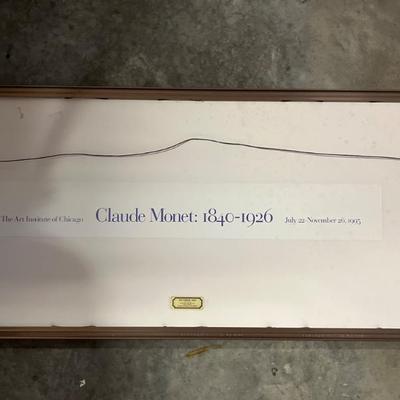 The Art Institute of Chicago Claude Monet: 1840-1926 July 22-November 26, 1995